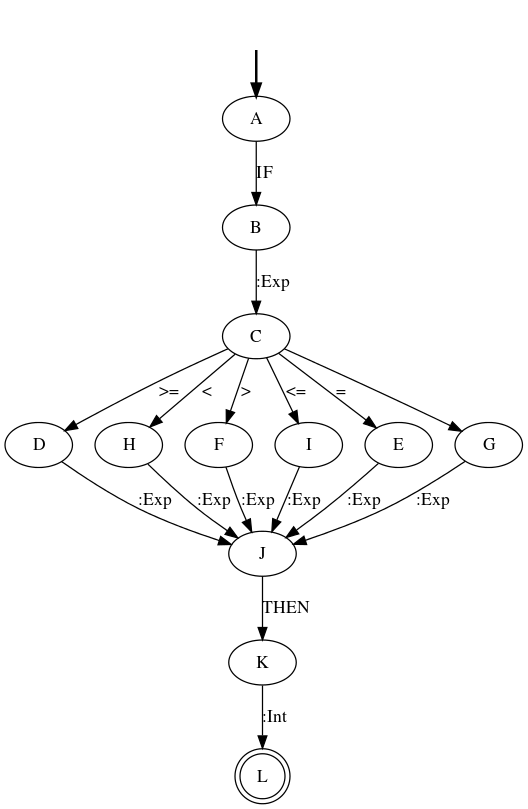 A
IF
B
:Exp
C
>= < > <= =
D H F I E G
:Exp :Exp :Exp :Exp :Exp :Exp
J
THEN
K
:Int
L